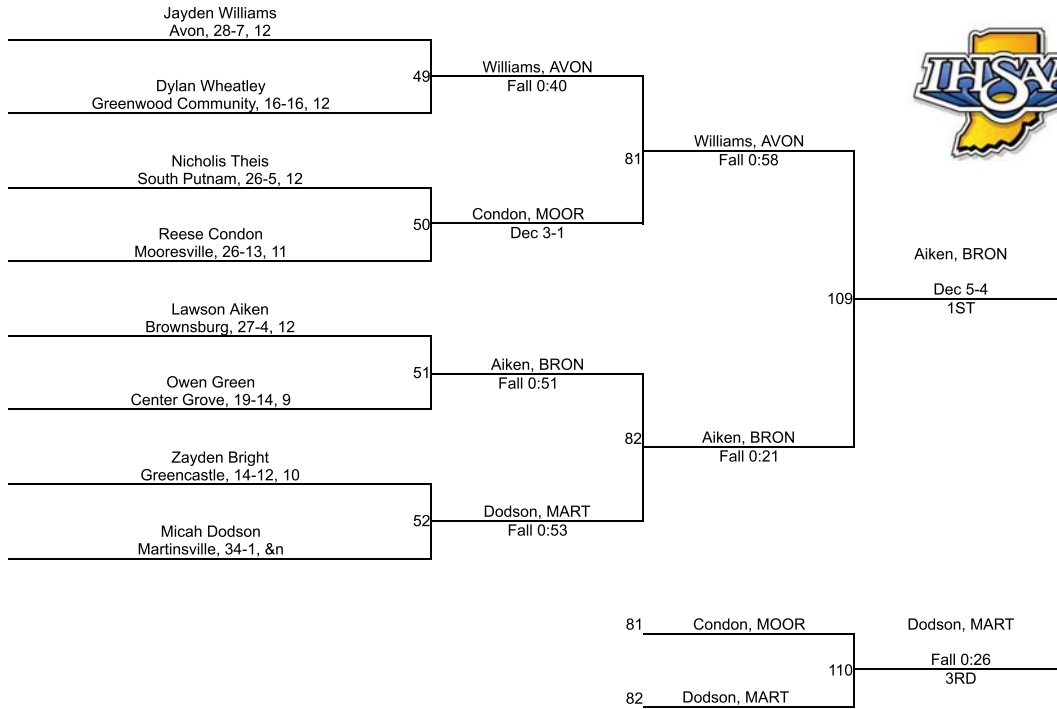 Jayden Williams
Avon, 28-7, 12
49
Williams, AVON
Fall 0:40
Dylan Wheatley
Greenwood Community, 16-16, 12
81
Williams, AVON
Fall 0:58
IHSAA
Nicholis Theis
South Putnam, 26-5, 12
50
Condon, MOOR
Dec 3-1
Reese Condon
Mooresville, 26-13, 11
109
Aiken, BRON
Dec 5-4
1ST
Lawson Aiken
Brownsburg, 27-4, 12
51
Aiken, BRON
Fall 0:51
Owen Green
Center Grove, 19-14, 9
82
Aiken, BRON
Fall 0:21
Zayden Bright
Greencastle, 14-12, 10
52
Dodson, MART
Fall 0:53
Micah Dodson
Martinsville, 34-1, &n
81
Condon, MOOR
110
Dodson, MART
Fall 0:26
3RD
82
Dodson, MART